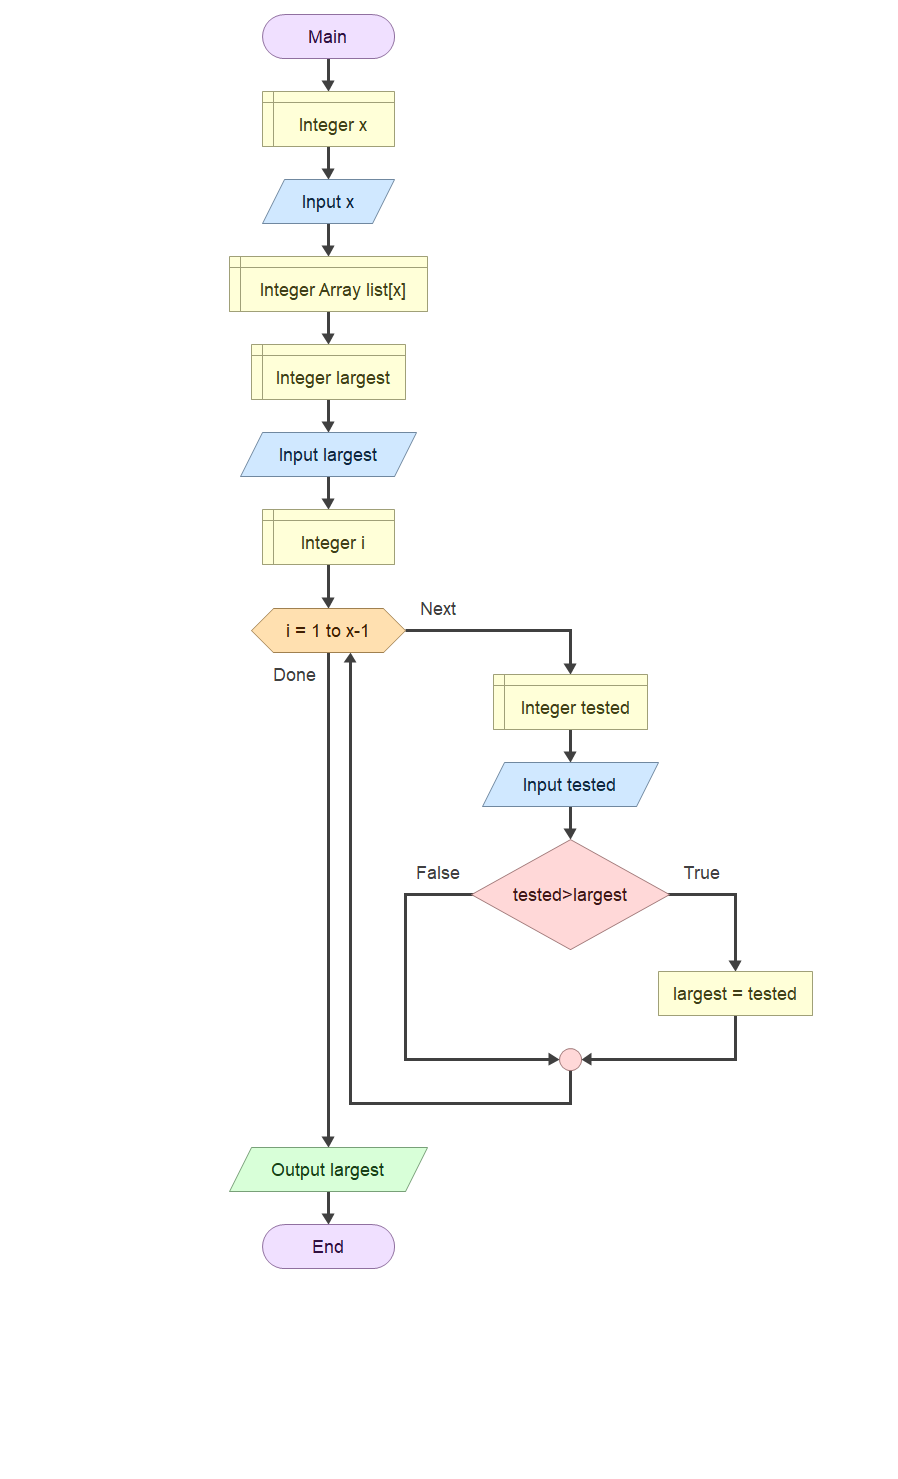 Main
Integer x
Input x
Integer Array list[x]
Integer largest
Input largest
Integer i
i = 1 to x-1
Next
Done
Integer tested
Input tested
False
True
tested>largest
largest = tested
Output largest
End